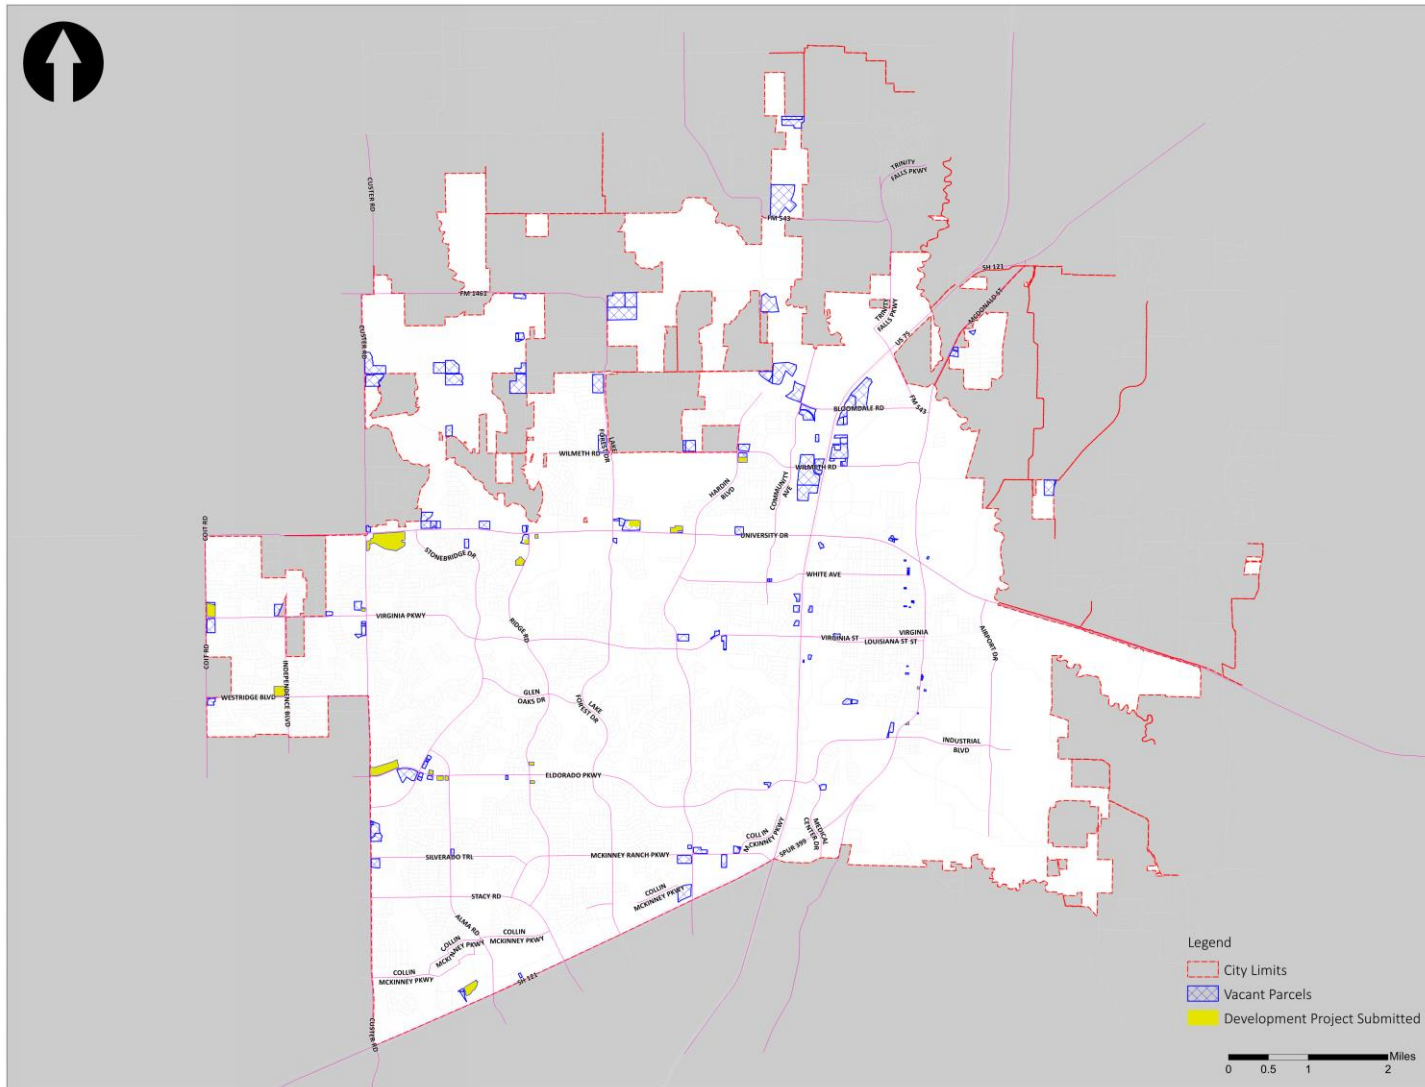 TRINITY
FALLS PKWY
CUSTER RD
FM 543
SH 121
FM 1461
MCDONALD ST
TRINITY
FALLS PKWY
US 75
CUSTER RD
FM 545
BLOOMDALE RD
LAKE
FOREST DR
WILMETH RD
WILMETH RD
HARDIN
BLVD
COMMUNITY
AVE
COIT RD
UNIVERSITY DR
STONEBRIDGE DR
WHITE AVE
VIRGINIA PKWY
RIDGE RD
VIRGINIA ST
VIRGINIA
LOUISIANA ST ST
AIRPORT DR
COIT RD
INDEPENDENCE BLVD
WESTRIDGE BLVD
GLEN
OAKS DR
LAKE
FOREST DR
INDUSTRIAL
BLVD
ELDORADO PKWY
COLLIN
MCKINNEY PKWY
MEDICAL
CENTER DR
SPUR 399
SILVERADO TRL
MCKINNEY RANCH PKWY
STACY RD
COLLIN
MCKINNEY PKWY
ALMA RD
COLLIN
MCKINNEY PKWY
COLLIN
MCKINNEY PKWY
COLLIN
MCKINNEY PKWY
SH 121
CUSTER RD
Legend
City Limits
Vacant Parcels
Development Project Submitted
Miles
0 0.5 1 2